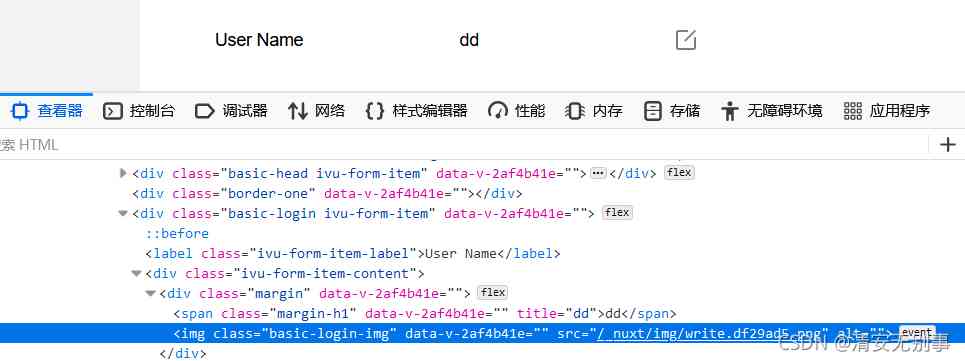 User Name dd
查看器 控制台 调试器 网络 样式编辑器 性能 内存 存储 无障碍环境 应用程序
索 HTML
<div class="basic-head ivu-form-item" data-v-2af4b41e=""> ••• </div> flex
<div class="border-one" data-v-2af4b41e=""></div>
<div class="basic-login ivu-form-item" data-v-2af4b41e=""> flex
::before
<label class="ivu-form-item-label">User Name</label>
<div class="ivu-form-item-content">
<div class="margin" data-v-2af4b41e=""> flex
<span class="margin-h1" data-v-2af4b41e="" title="dd">dd</span>
<img class="basic-login-img" data-v-2af4b41e="" src="/_nuxt/img/write.df29ad5.png" alt=""> event
</div>
CSDN @清安无别事